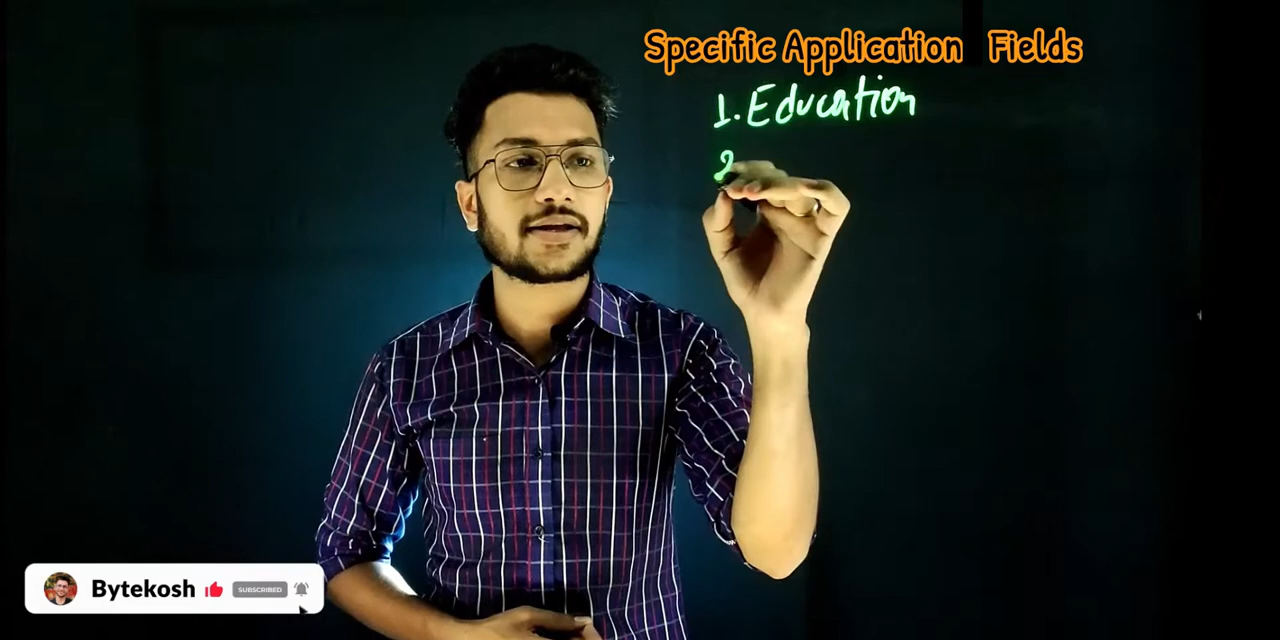 Specific Application Fields
1. Education
2
Bytekosh SUBSCRIBED